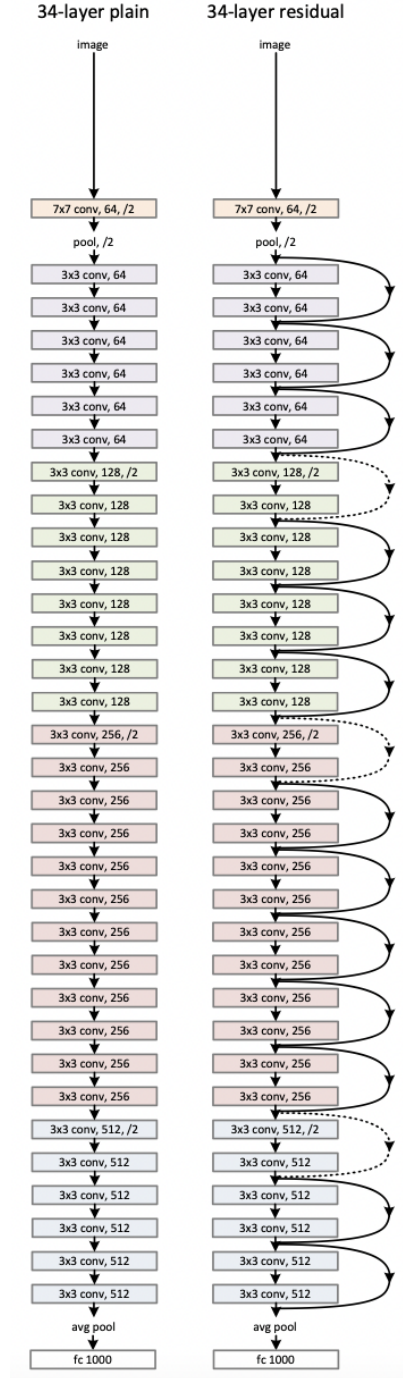 34-layer plain
image
7x7 conv, 64, /2
pool, /2
3x3 conv, 64
3x3 conv, 64
3x3 conv, 64
3x3 conv, 64
3x3 conv, 64
3x3 conv, 64
3x3 conv, 128, /2
3x3 conv, 128
3x3 conv, 128
3x3 conv, 128
3x3 conv, 128
3x3 conv, 128
3x3 conv, 128
3x3 conv, 128
3x3 conv, 256, /2
3x3 conv, 256
3x3 conv, 256
3x3 conv, 256
3x3 conv, 256
3x3 conv, 256
3x3 conv, 256
3x3 conv, 256
3x3 conv, 256
3x3 conv, 256
3x3 conv, 256
3x3 conv, 256
3x3 conv, 512, /2
3x3 conv, 512
3x3 conv, 512
3x3 conv, 512
3x3 conv, 512
3x3 conv, 512
avg pool
fc 1000
34-layer residual
image
7x7 conv, 64, /2
pool, /2
3x3 conv, 64
3x3 conv, 64
3x3 conv, 64
3x3 conv, 64
3x3 conv, 64
3x3 conv, 64
3x3 conv, 128, /2
3x3 conv, 128
3x3 conv, 128
3x3 conv, 128
3x3 conv, 128
3x3 conv, 128
3x3 conv, 128
3x3 conv, 128
3x3 conv, 256, /2
3x3 conv, 256
3x3 conv, 256
3x3 conv, 256
3x3 conv, 256
3x3 conv, 256
3x3 conv, 256
3x3 conv, 256
3x3 conv, 256
3x3 conv, 256
3x3 conv, 256
3x3 conv, 256
3x3 conv, 512, /2
3x3 conv, 512
3x3 conv, 512
3x3 conv, 512
3x3 conv, 512
3x3 conv, 512
avg pool
fc 1000